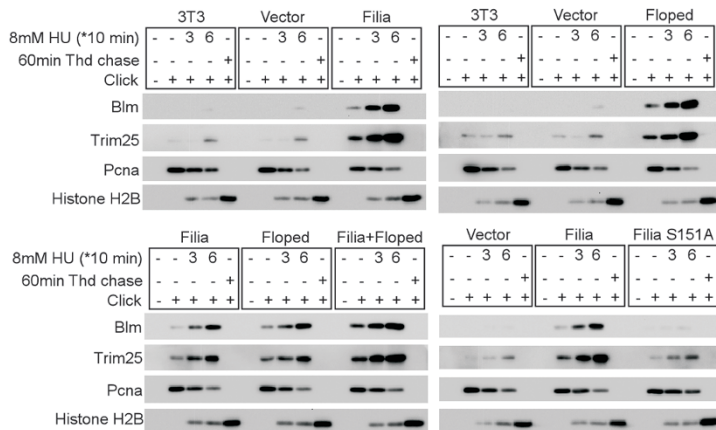 3T3 Vector Filia
8mM HU (*10 min) - - 3 6 - - - 3 6 - - - 3 6 -
60min Thd chase - - - - + - - - - + - - - - +
Click - + + + + - + + + + - + + + +
Blm
Trim25
Pcna
Histone H2B
3T3 Vector Floped
- - 3 6 - - - 3 6 - - - 3 6 -
- - - - + - - - - + - - - - +
- + + + + - + + + + - + + + +
Filia Floped Filia+Floped
8mM HU (*10 min) - - 3 6 - - - 3 6 - - - 3 6 -
60min Thd chase - - - - + - - - - + - - - - +
Click - + + + + - + + + + - + + + +
Blm
Trim25
Pcna
Histone H2B
Vector Filia Filia S151A
- - 3 6 - - - 3 6 - - - 3 6 -
- - - - + - - - - + - - - - +
- + + + + - + + + + - + + + +